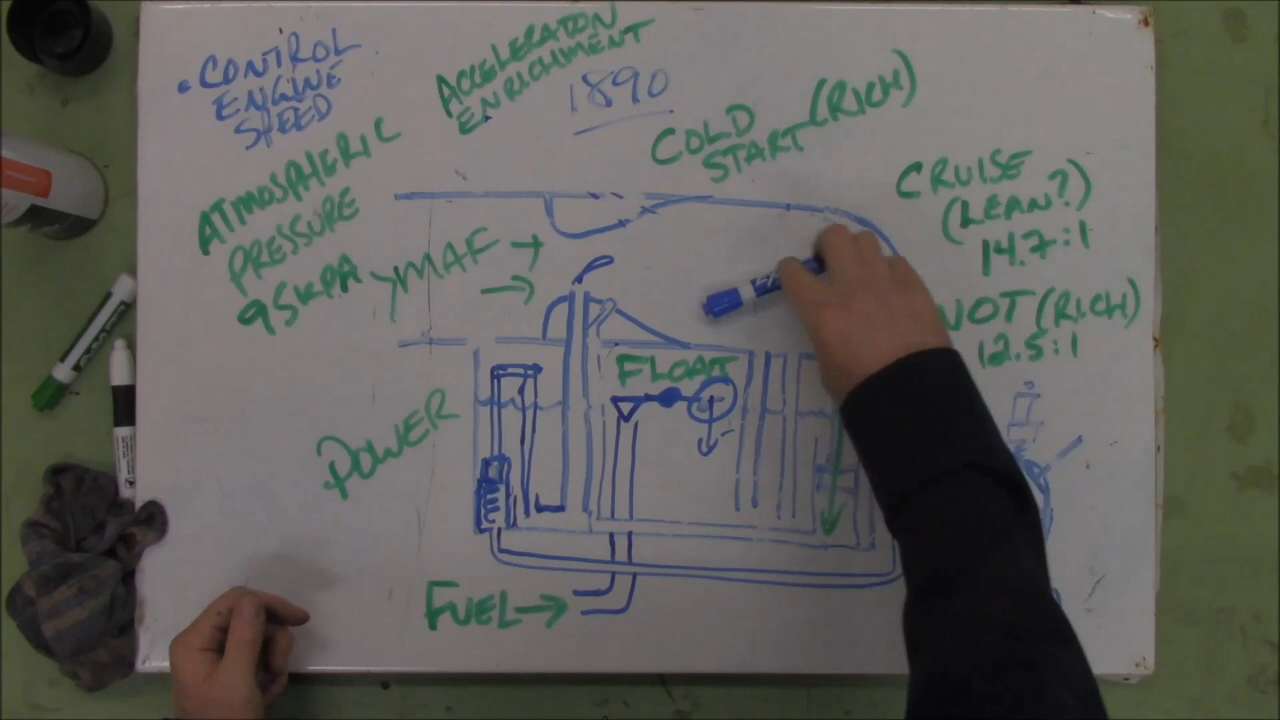 • CONTROL
ENGINE
SPEED
ACCELERATION
ENRICHMENT
1890
COLD
START (RICH)
ATMOSPHERIC
PRESSURE
95KPA
MAF
CRUISE
(LEAN?)
14.7:1
(RICH)
12.5:1
FLOAT
POWER
FUEL